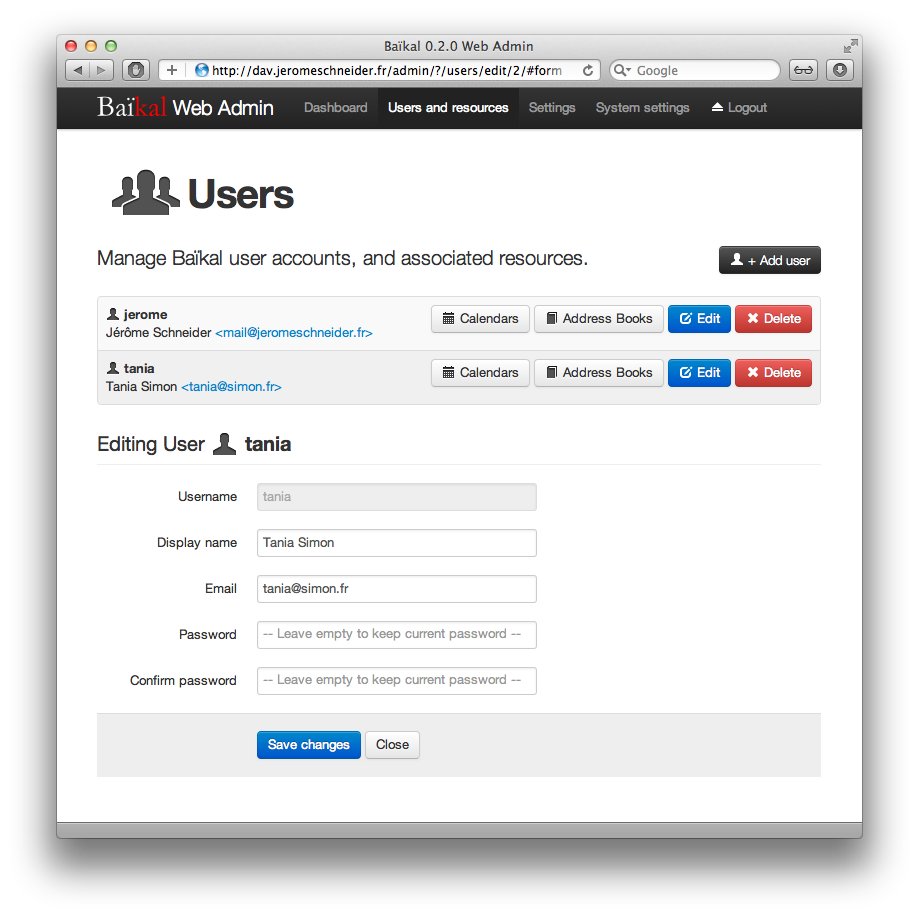 Baïkal 0.2.0 Web Admin
http://dav.jeromeschneider.fr/admin/?/users/edit/2/#form
Google
Baïkal Web Admin Dashboard Users and resources Settings System settings Logout
Users
Manage Baïkal user accounts, and associated resources.
+ Add user
jerome
Jérôme Schneider <mail@jeromeschneider.fr>
Calendars Address Books Edit Delete
tania
Tania Simon <tania@simon.fr>
Calendars Address Books Edit Delete
Editing User tania
Username tania
Display name Tania Simon
Email tania@simon.fr
Password -- Leave empty to keep current password --
Confirm password -- Leave empty to keep current password --
Save changes Close